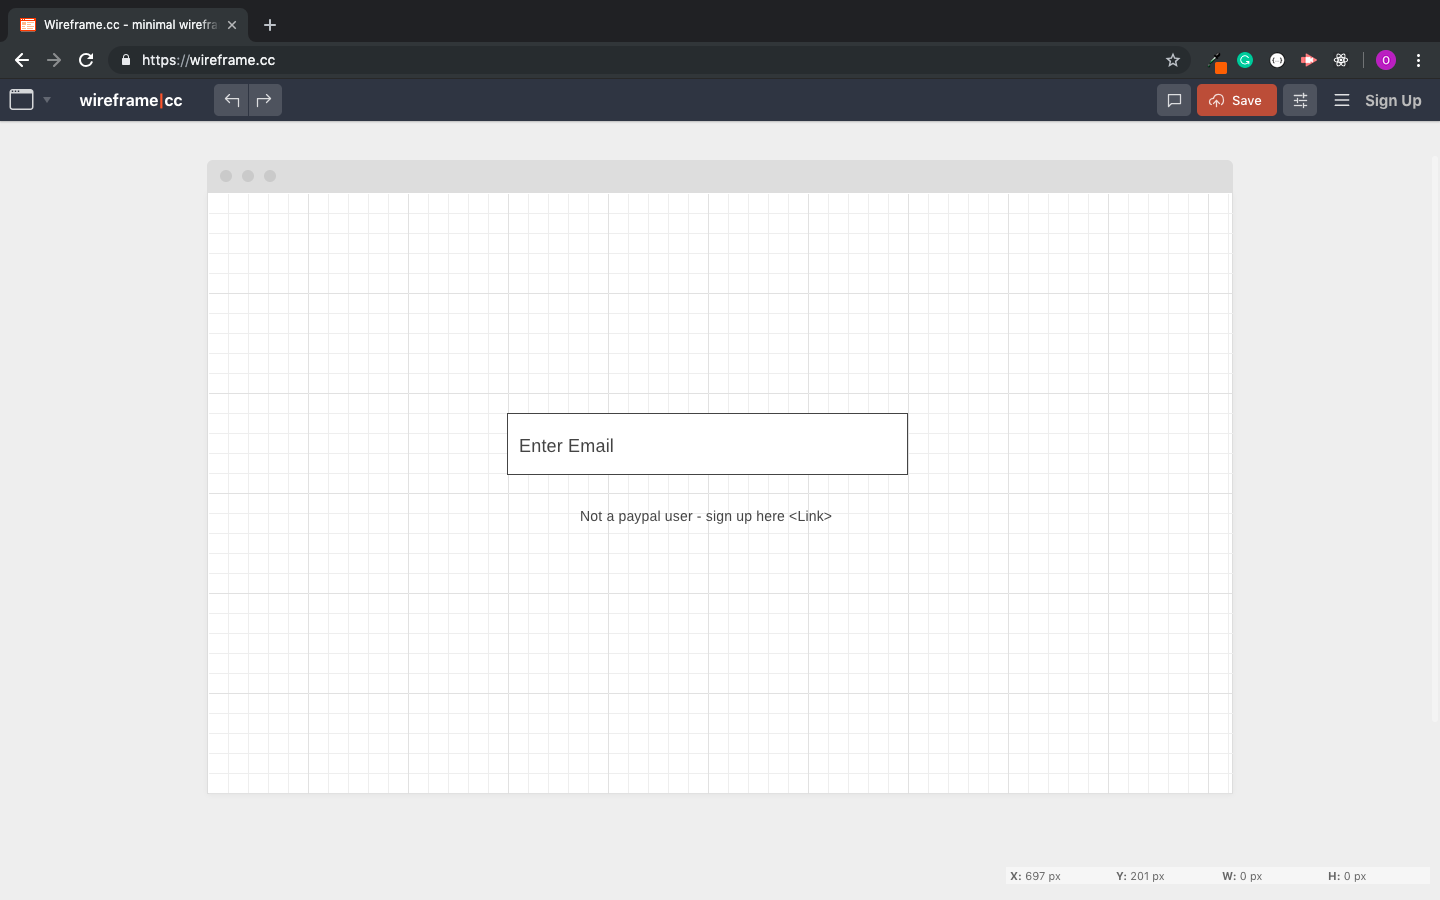 Wireframe.cc - minimal wirefra
https://wireframe.cc
wireframe|cc
Save
Sign Up
Enter Email
Not a paypal user - sign up here <Link>
X: 697 px Y: 201 px W: 0 px H: 0 px